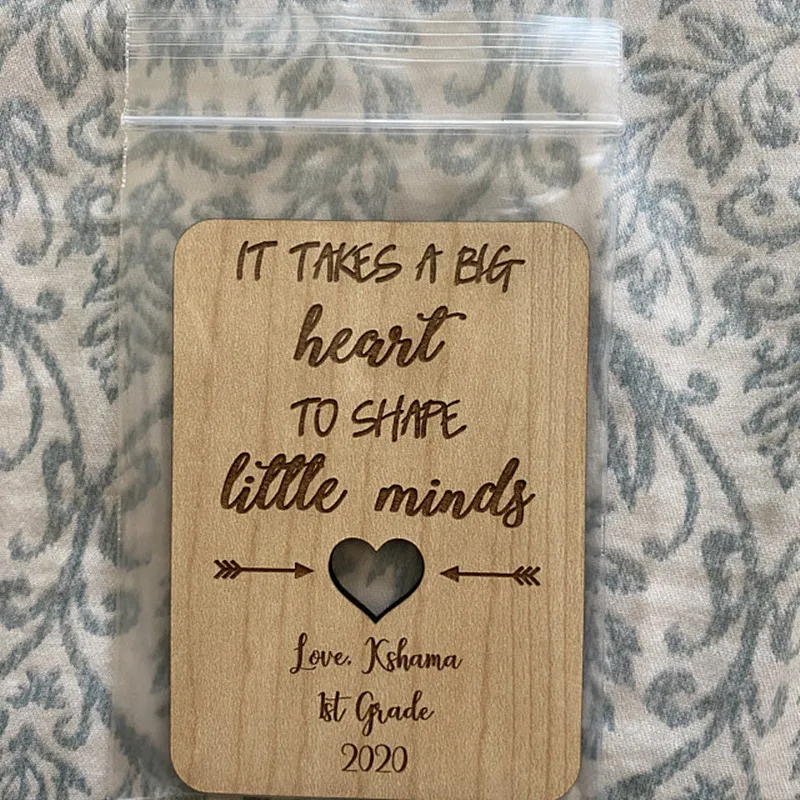 IT TAKES A BIG
heart
TO SHAPE
little minds
Love, Kshama
1st Grade
2020